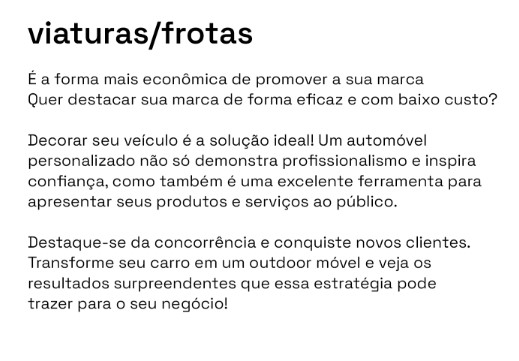 viaturas/frotas
É a forma mais econômica de promover a sua marca
Quer destacar sua marca de forma eficaz e com baixo custo?
Decorar seu veículo é a solução ideal! Um automóvel
personalizado não só demonstra profissionalismo e inspira
confiança, como também é uma excelente ferramenta para
apresentar seus produtos e serviços ao público.
Destaque-se da concorrência e conquiste novos clientes.
Transforme seu carro em um outdoor móvel e veja os
resultados surpreendentes que essa estratégia pode
trazer para o seu negócio!